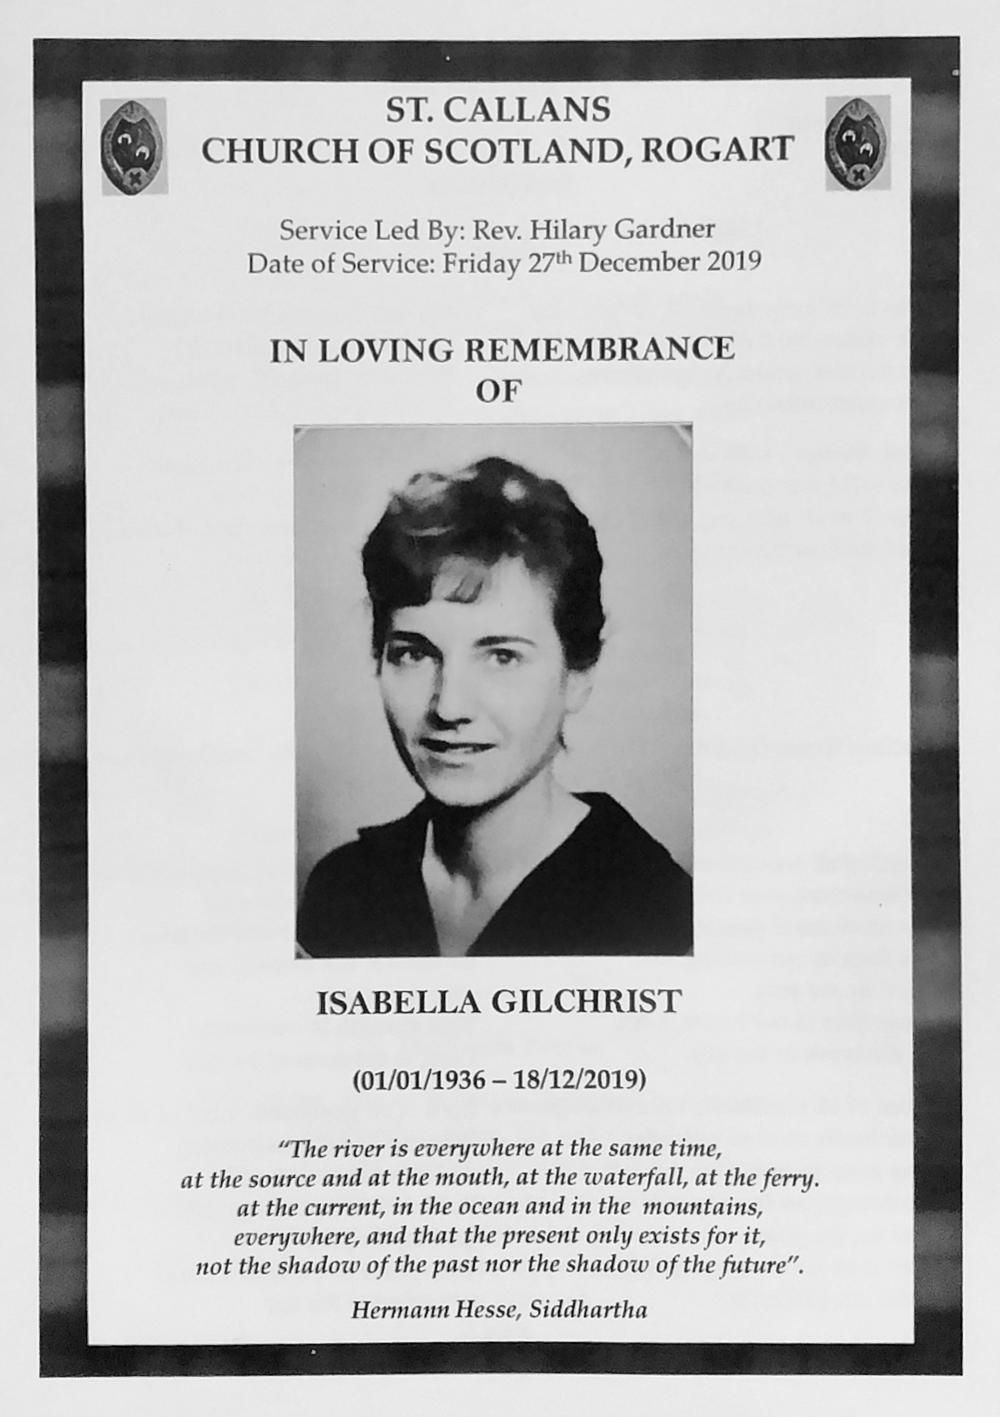 ST. CALLANS
CHURCH OF SCOTLAND, ROGART
Service Led By: Rev. Hilary Gardner
Date of Service: Friday 27th December 2019
IN LOVING REMEMBRANCE
OF
ISABELLA GILCHRIST
(01/01/1936 – 18/12/2019)
“The river is everywhere at the same time,
at the source and at the mouth, at the waterfall, at the ferry.
at the current, in the ocean and in the mountains,
everywhere, and that the present only exists for it,
not the shadow of the past nor the shadow of the future”.
Hermann Hesse, Siddhartha